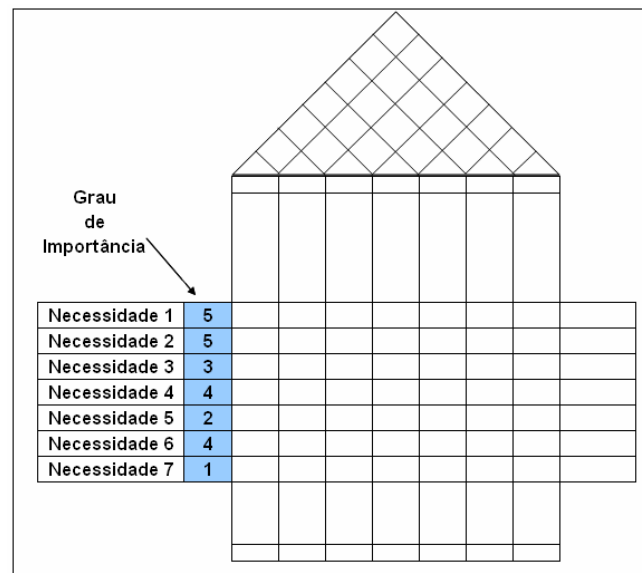 Grau
de
Importância
Necessidade 1 5
Necessidade 2 5
Necessidade 3 3
Necessidade 4 4
Necessidade 5 2
Necessidade 6 4
Necessidade 7 1